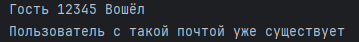 Гость 12345 Вошёл
Пользователь с такой почтой уже существует